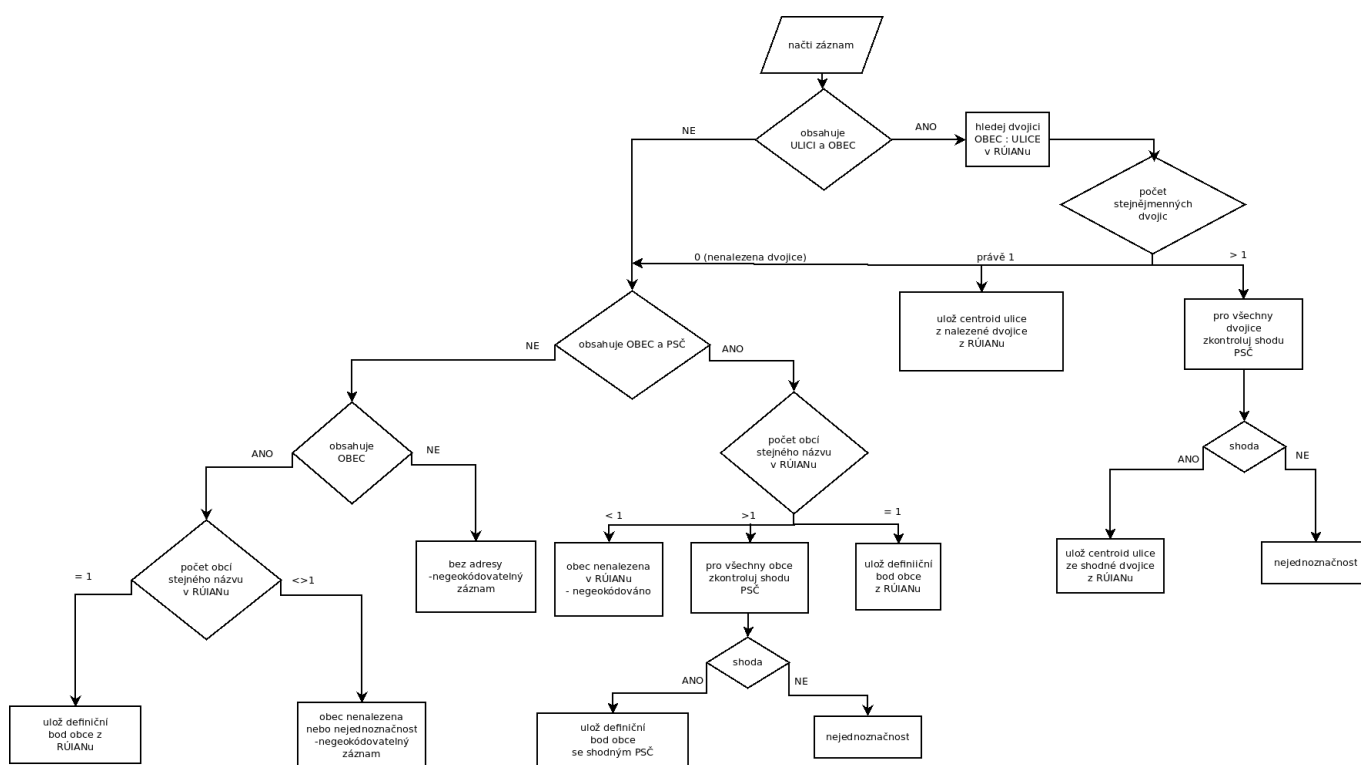 načti záznam
obsahuje
ULICI a OBEC
NE
ANO
hledej dvojici
OBEC : ULICE
v RÚIANu
počet
stejnějmenných
dvojic
0 (nenalezena dvojice)
právě 1
> 1
ulož centroid ulice
z nalezené dvojice
z RÚIANu
pro všechny
dvojice
zkontroluj shodu
PSČ
obsahuje OBEC a PSČ
NE
ANO
obsahuje
OBEC
ANO
NE
počet obcí
stejného názvu
v RÚIANu
shoda
ANO
NE
< 1
>1
= 1
počet obcí
stejného názvu
v RÚIANu
= 1
<>1
bez adresy
-negeokódovatelný
záznam
obec nenalezena
v RÚIANu
- negeokódováno
pro všechny obce
zkontroluj shodu
PSČ
ulož definiiční
bod obce
z RÚIANu
ulož centroid ulice
ze shodné dvojice
z RÚIANu
nejednoznačnost
shoda
ANO
NE
ulož definiční
bod obce z
RÚIANu
obec nenalezena
nebo nejednoznačnost
-negeokódovatelný
záznam
ulož definiční
bod obce
se shodným PSČ
nejednoznačnost